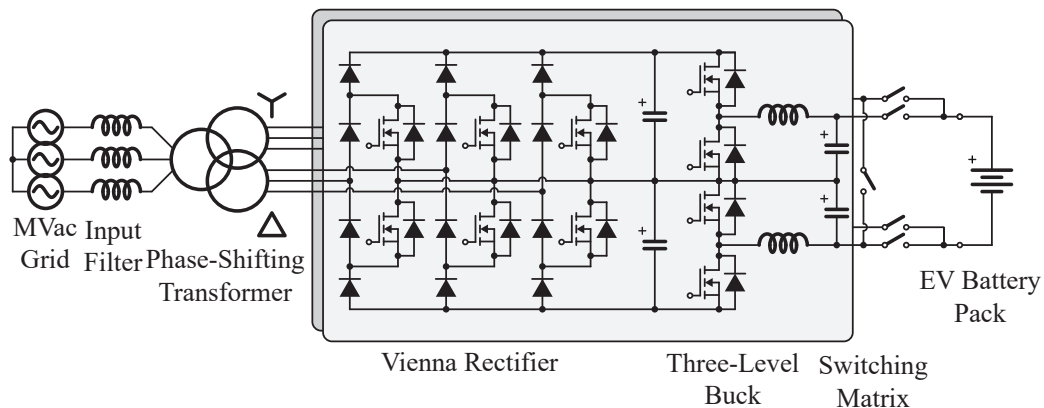 MVac
Grid
Input
Filter
Phase-Shifting
Transformer
Vienna Rectifier
Three-Level
Buck
Switching
Matrix
EV Battery
Pack
+
+
+
+
+